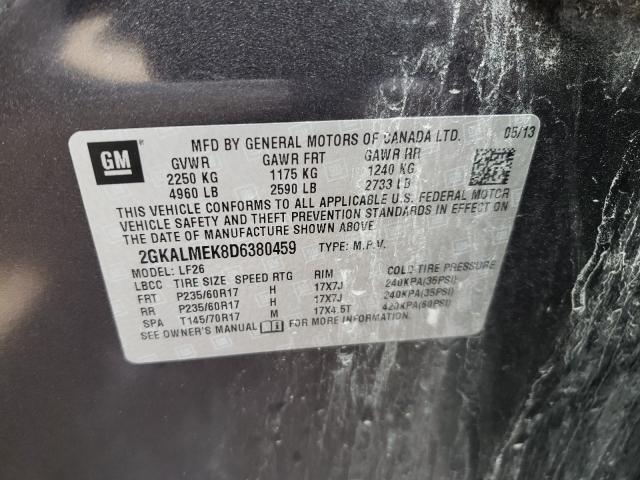 MFD BY GENERAL MOTORS OF CANADA LTD. 05/13
GM
GVWR GAWR FRT GAWR RR
2250 KG 1175 KG 1240 KG
4960 LB 2590 LB 2733 LB
THIS VEHICLE CONFORMS TO ALL APPLICABLE U.S. FEDERAL MOTOR
VEHICLE SAFETY AND THEFT PREVENTION STANDARDS IN EFFECT ON
THE DATE OF MANUFACTURE SHOWN ABOVE.
2GKALMEK8D6380459 TYPE: M.P.V.
MODEL: LF26
LBCC TIRE SIZE SPEED RTG RIM COLD TIRE PRESSURE
FRT P235/60R17 H 17X7J 240KPA(35PSI)
RR P235/60R17 H 17X7J 240KPA(35PSI)
SPA T145/70R17 M 17X4.5T 420KPA(60PSI)
SEE OWNER'S MANUAL FOR MORE INFORMATION.